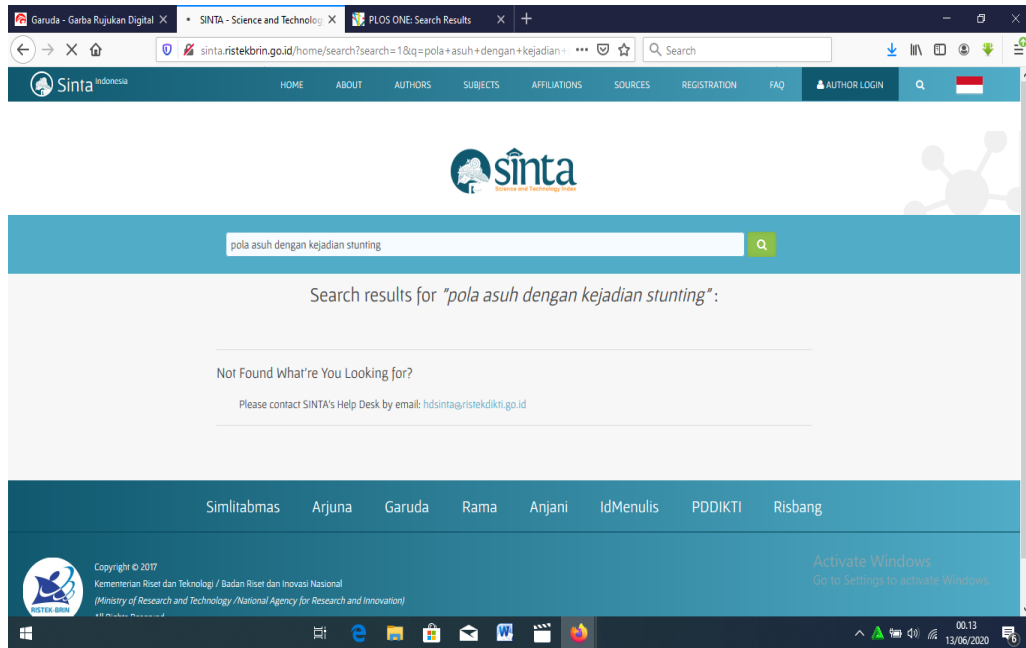 Garuda - Garba Rujukan Digital
SINTA - Science and Technolog
PLOS ONE: Search Results
sinta.ristekbrin.go.id/home/search?search=1&q=pola+asuh+dengan+kejadian+
Search
Sinta Indonesia
HOME ABOUT AUTHORS SUBJECTS AFFILIATIONS SOURCES REGISTRATION FAQ AUTHOR LOGIN
sînta
Science and Technology Index
pola asuh dengan kejadian stunting
Search results for "pola asuh dengan kejadian stunting" :
Not Found What're You Looking for?
Please contact SINTA's Help Desk by email: hdsinta@ristekdikti.go.id
Simlitabmas Arjuna Garuda Rama Anjani IdMenulis PDDIKTI Risbang
RISTEK-BRIN
Copyright © 2017
Kementerian Riset dan Teknologi / Badan Riset dan Inovasi Nasional
(Ministry of Research and Technology /National Agency for Research and Innovation)
All Rights Reserved
Activate Windows
Go to Settings to activate Windows.
00.13
13/06/2020
6